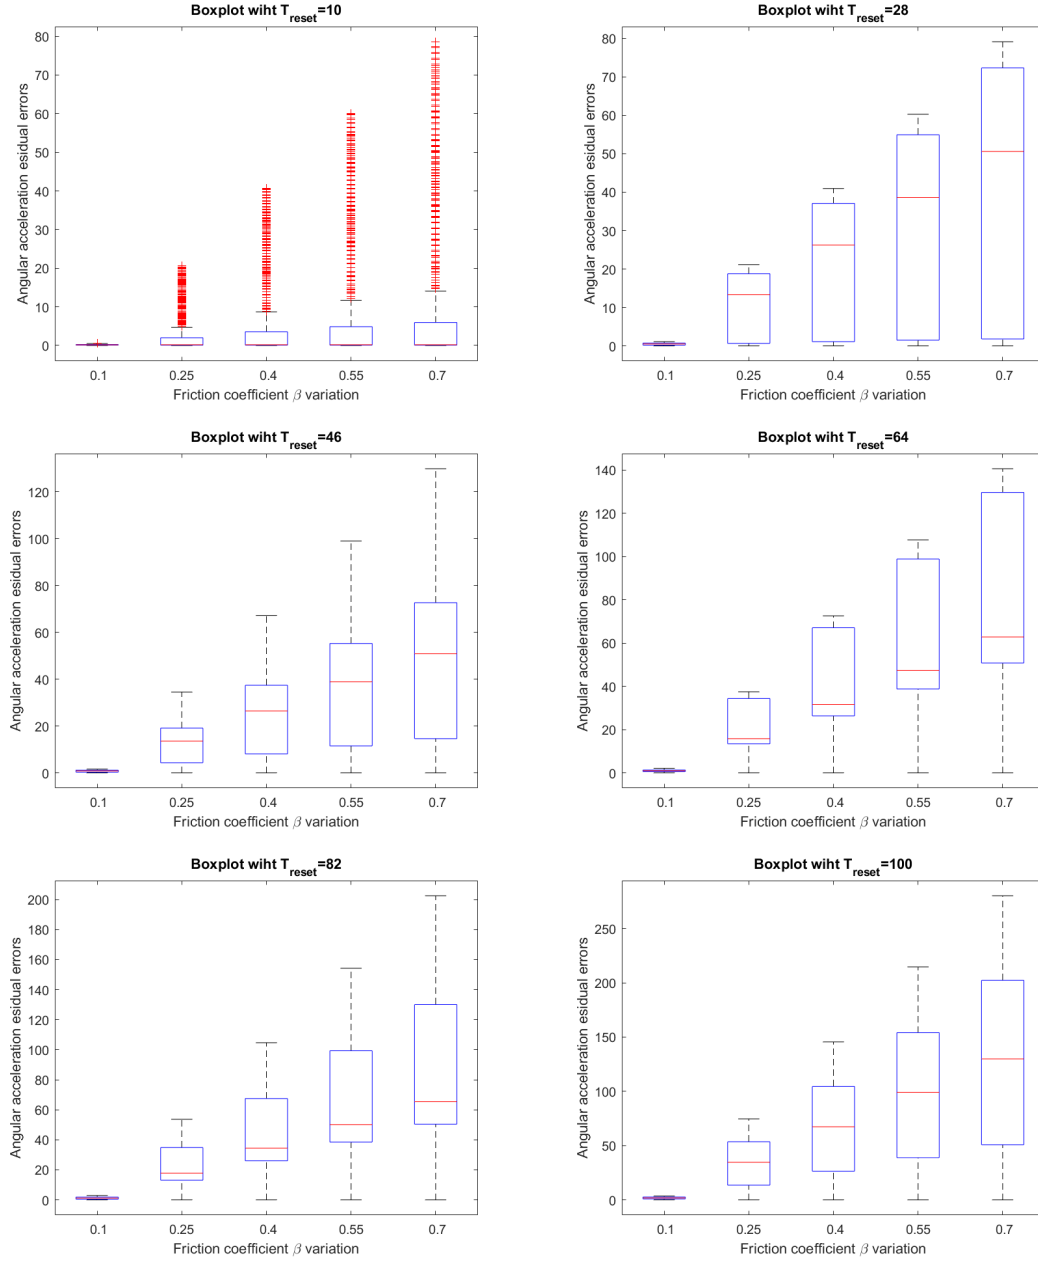 Boxplot wiht T_reset=10
Angular acceleration esidual errors
80
70
60
50
40
30
20
10
0
0.1 0.25 0.4 0.55 0.7
Friction coefficient β variation
Boxplot wiht T_reset=28
Angular acceleration esidual errors
80
70
60
50
40
30
20
10
0
0.1 0.25 0.4 0.55 0.7
Friction coefficient β variation
Boxplot wiht T_reset=46
Angular acceleration esidual errors
120
100
80
60
40
20
0
0.1 0.25 0.4 0.55 0.7
Friction coefficient β variation
Boxplot wiht T_reset=64
Angular acceleration esidual errors
140
120
100
80
60
40
20
0
0.1 0.25 0.4 0.55 0.7
Friction coefficient β variation
Boxplot wiht T_reset=82
Angular acceleration esidual errors
200
180
160
140
120
100
80
60
40
20
0
0.1 0.25 0.4 0.55 0.7
Friction coefficient β variation
Boxplot wiht T_reset=100
Angular acceleration esidual errors
250
200
150
100
50
0
0.1 0.25 0.4 0.55 0.7
Friction coefficient β variation